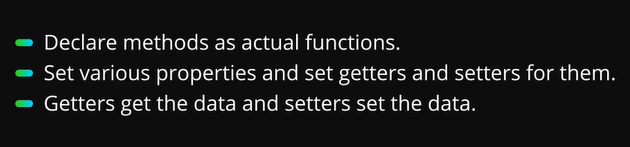 Declare methods as actual functions.
Set various properties and set getters and setters for them.
Getters get the data and setters set the data.